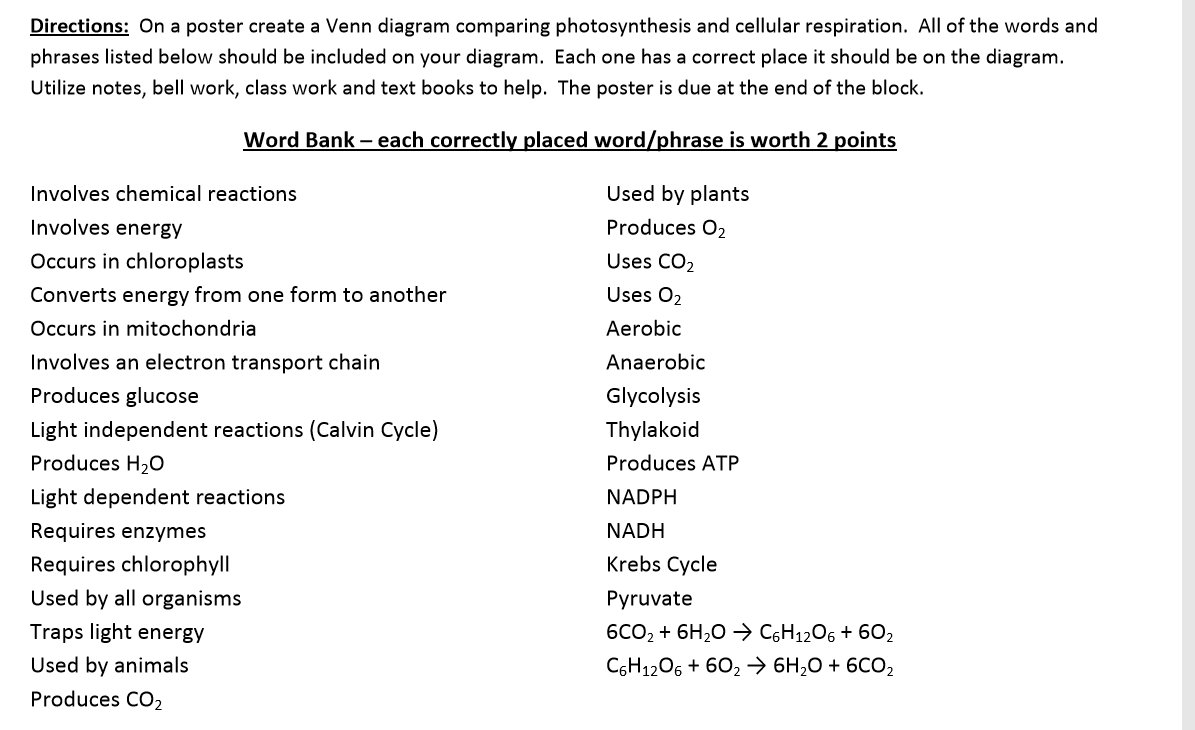 Directions: On a poster create a Venn diagram comparing photosynthesis and cellular respiration. All of the words and
phrases listed below should be included on your diagram. Each one has a correct place it should be on the diagram.
Utilize notes, bell work, class work and text books to help. The poster is due at the end of the block.
Word Bank – each correctly placed word/phrase is worth 2 points
Involves chemical reactions
Involves energy
Occurs in chloroplasts
Converts energy from one form to another
Occurs in mitochondria
Involves an electron transport chain
Produces glucose
Light independent reactions (Calvin Cycle)
Produces H₂O
Light dependent reactions
Requires enzymes
Requires chlorophyll
Used by all organisms
Traps light energy
Used by animals
Produces CO₂
Used by plants
Produces O₂
Uses CO₂
Uses O₂
Aerobic
Anaerobic
Glycolysis
Thylakoid
Produces ATP
NADPH
NADH
Krebs Cycle
Pyruvate
6CO₂ + 6H₂O → C₆H₁₂O₆ + 6O₂
C₆H₁₂O₆ + 6O₂ → 6H₂O + 6CO₂